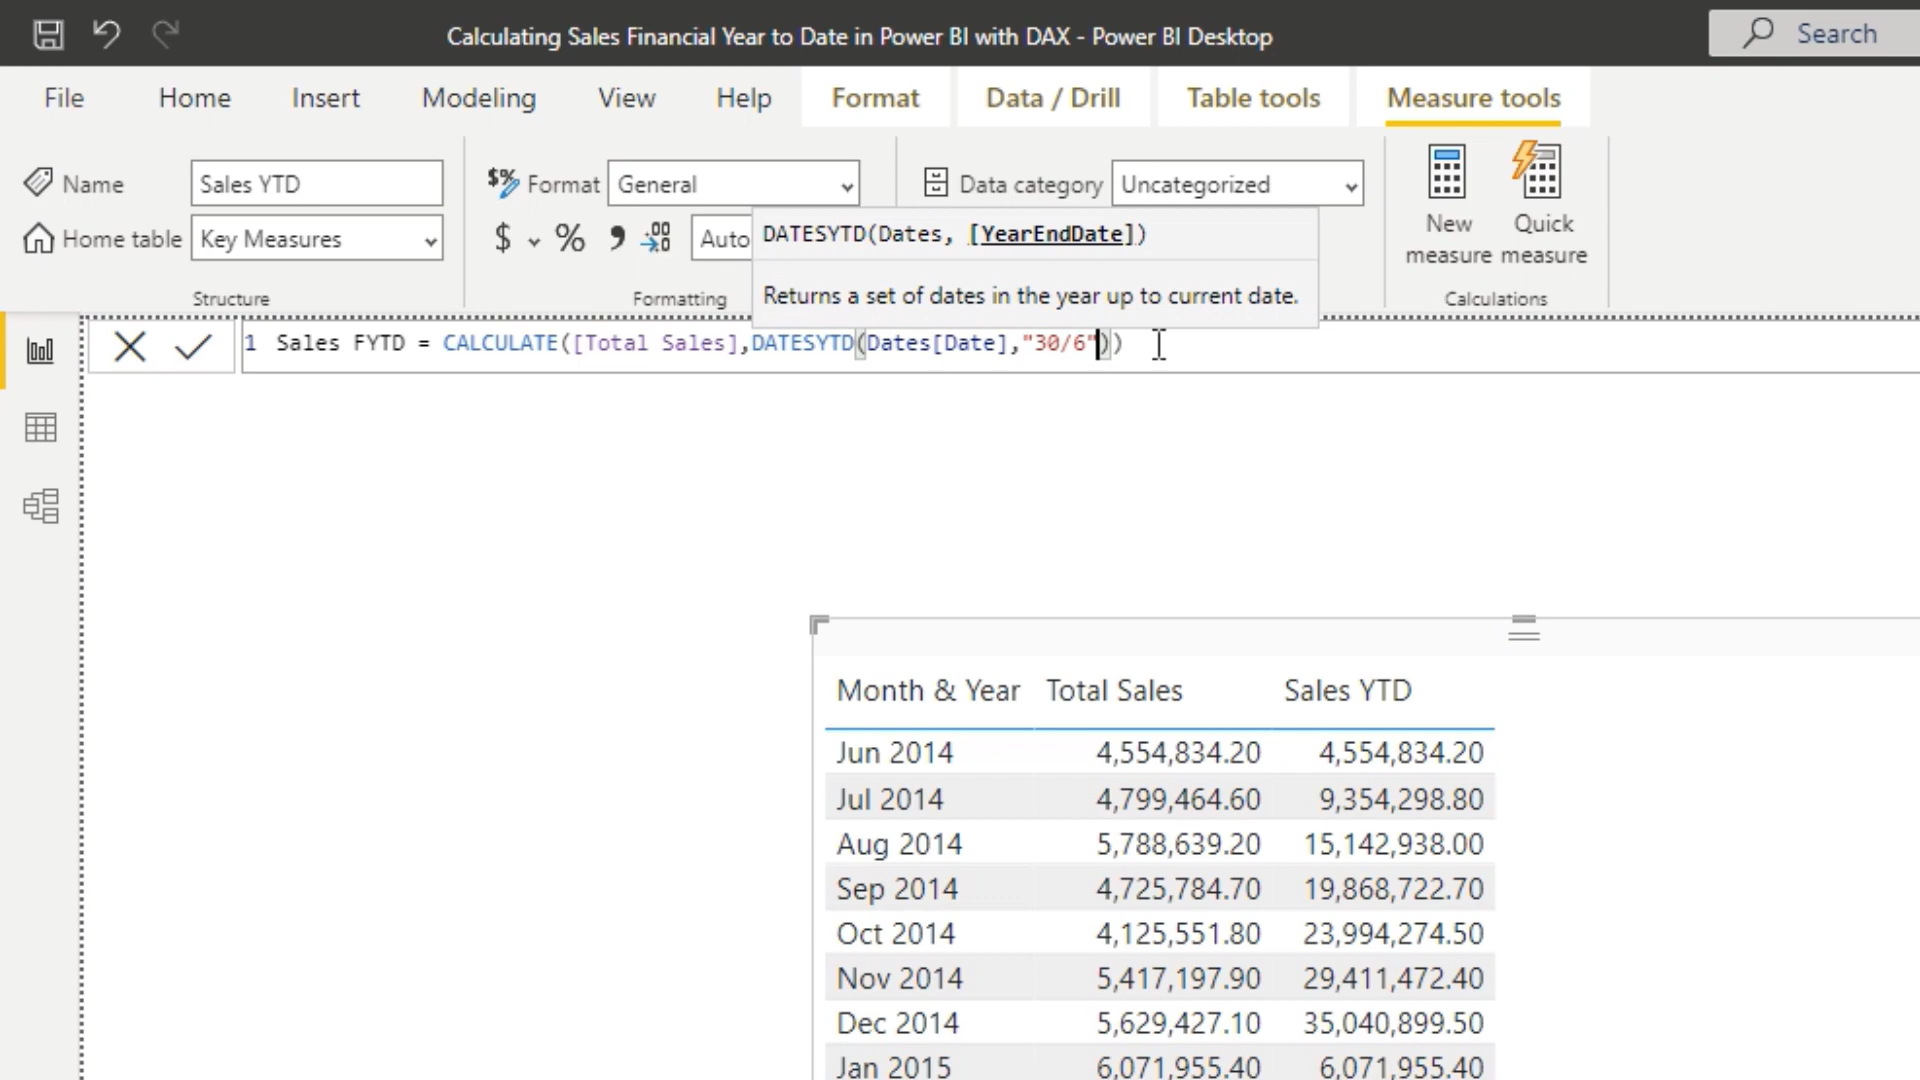 Calculating Sales Financial Year to Date in Power BI with DAX - Power BI Desktop
Search
File Home Insert Modeling View Help Format Data / Drill Table tools Measure tools
Name Sales YTD
$% Format General
Data category Uncategorized
New measure
Quick measure
Home table Key Measures
$ % , .00 Auto
Structure
Formatting
Calculations
DATESYTD(Dates, [YearEndDate])
Returns a set of dates in the year up to current date.
1 Sales FYTD = CALCULATE([Total Sales],DATESYTD(Dates[Date],"30/6"))
Month & Year Total Sales Sales YTD
Jun 2014 4,554,834.20 4,554,834.20
Jul 2014 4,799,464.60 9,354,298.80
Aug 2014 5,788,639.20 15,142,938.00
Sep 2014 4,725,784.70 19,868,722.70
Oct 2014 4,125,551.80 23,994,274.50
Nov 2014 5,417,197.90 29,411,472.40
Dec 2014 5,629,427.10 35,040,899.50
Jan 2015 6,071,955.40 6,071,955.40